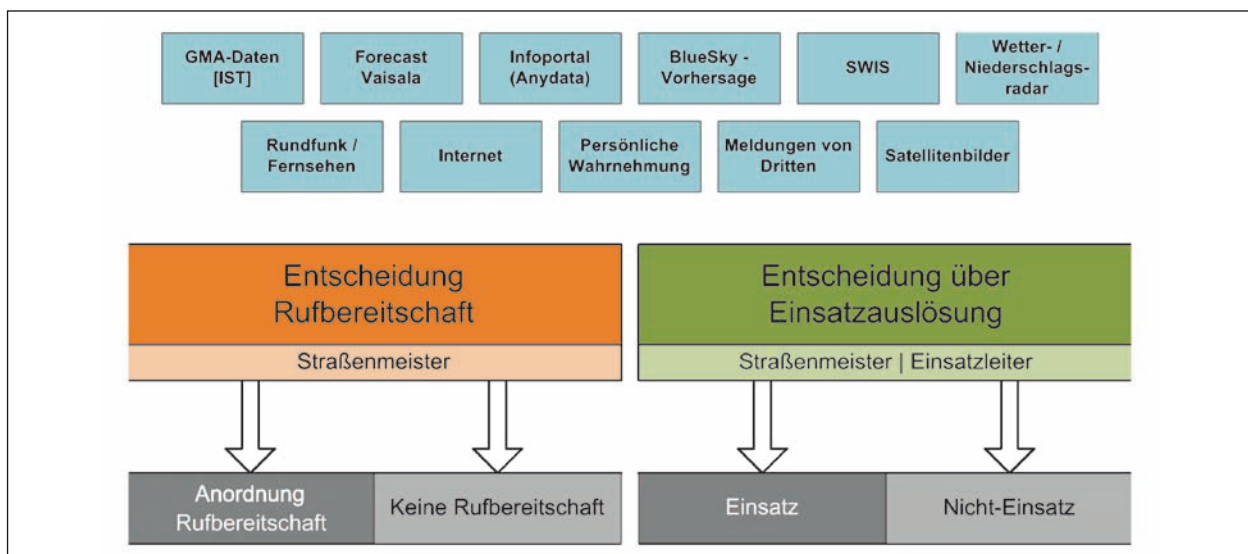 GMA-Daten
[IST]
Forecast
Vaisala
Infoportal
(Anydata)
BlueSky -
Vorhersage
SWIS
Wetter- /
Niederschlags-
radar
Rundfunk /
Fernsehen
Internet
Persönliche
Wahrnehmung
Meldungen von
Dritten
Satellitenbilder
Entscheidung
Rufbereitschaft
Straßenmeister
Entscheidung über
Einsatzauslösung
Straßenmeister | Einsatzleiter
Anordnung
Rufbereitschaft
Keine Rufbereitschaft
Einsatz
Nicht-Einsatz